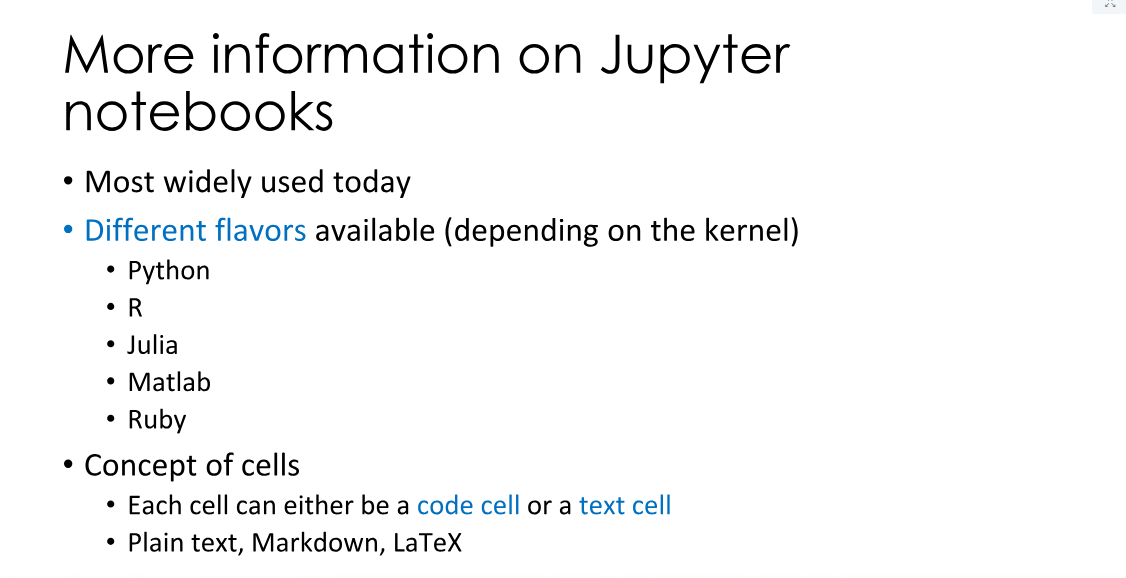 More information on Jupyter
notebooks
• Most widely used today
• Different flavors available (depending on the kernel)
• Python
• R
• Julia
• Matlab
• Ruby
• Concept of cells
• Each cell can either be a code cell or a text cell
• Plain text, Markdown, LaTeX